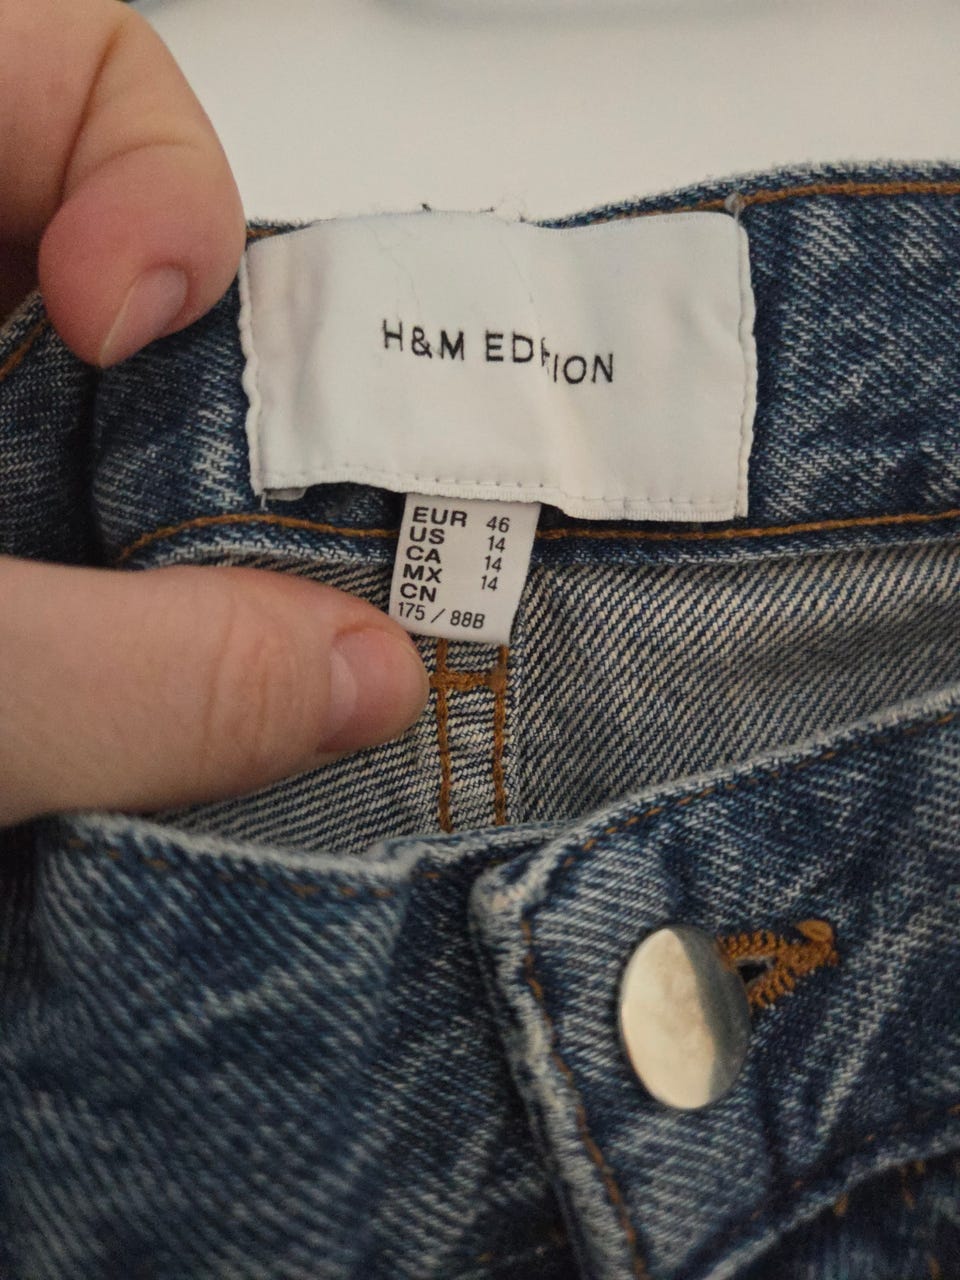 H&M EDITION
EUR 46
US 14
CA 14
MX 14
CN
175 / 88B